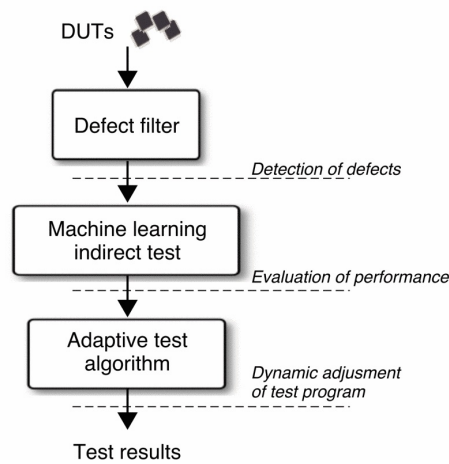 DUTs
Defect filter
Detection of defects
Machine learning
indirect test
Evaluation of performance
Adaptive test
algorithm
Dynamic adjusment
of test program
Test results